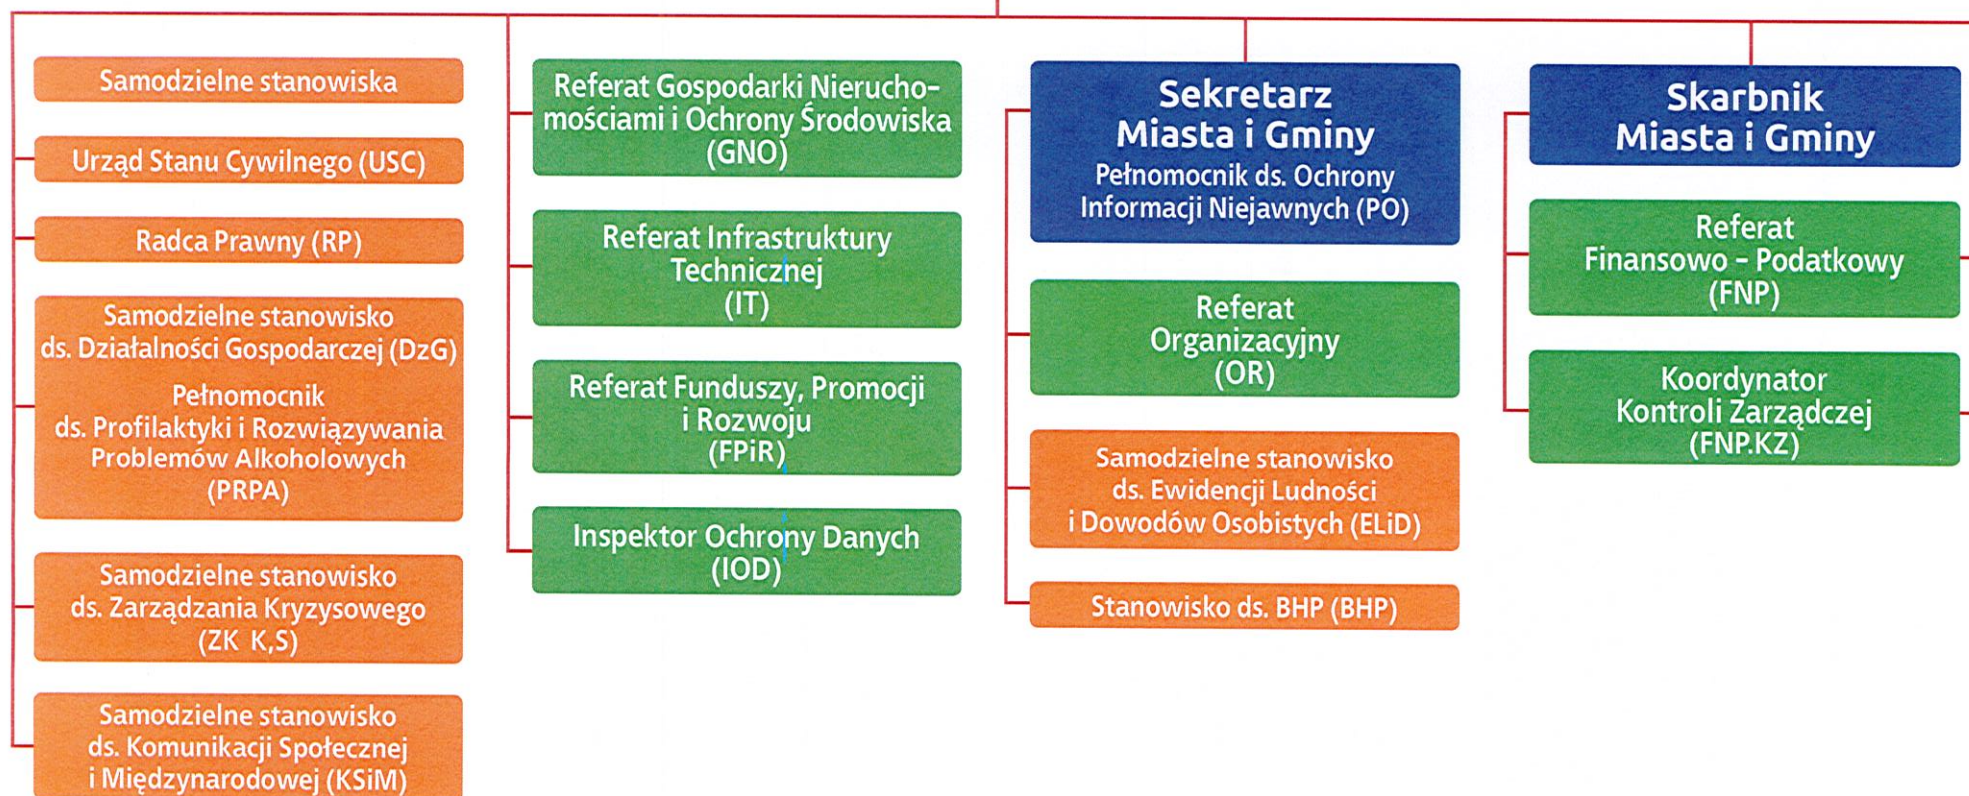 Samodzielne stanowiska
Urząd Stanu Cywilnego (USC)
Radca Prawny (RP)
Samodzielne stanowisko
ds. Działalności Gospodarczej (DzG)
Pełnomocnik
ds. Profilaktyki i Rozwiązywania
Problemów Alkoholowych
(PRPA)
Samodzielne stanowisko
ds. Zarządzania Kryzysowego
(ZK K,S)
Samodzielne stanowisko
ds. Komunikacji Społecznej
i Międzynarodowej (KSiM)
Referat Gospodarki Nierucho-
mościami i Ochrony Środowiska
(GNO)
Referat Infrastruktury
Technicznej
(IT)
Referat Funduszy, Promocji
i Rozwoju
(FPiR)
Inspektor Ochrony Danych
(IOD)
Sekretarz
Miasta i Gminy
Pełnomocnik ds. Ochrony
Informacji Niejawnych (PO)
Referat
Organizacyjny
(OR)
Samodzielne stanowisko
ds. Ewidencji Ludności
i Dowodów Osobistych (ELiD)
Stanowisko ds. BHP (BHP)
Skarbnik
Miasta i Gminy
Referat
Finansowo - Podatkowy
(FNP)
Koordynator
Kontroli Zarządczej
(FNP.KZ)